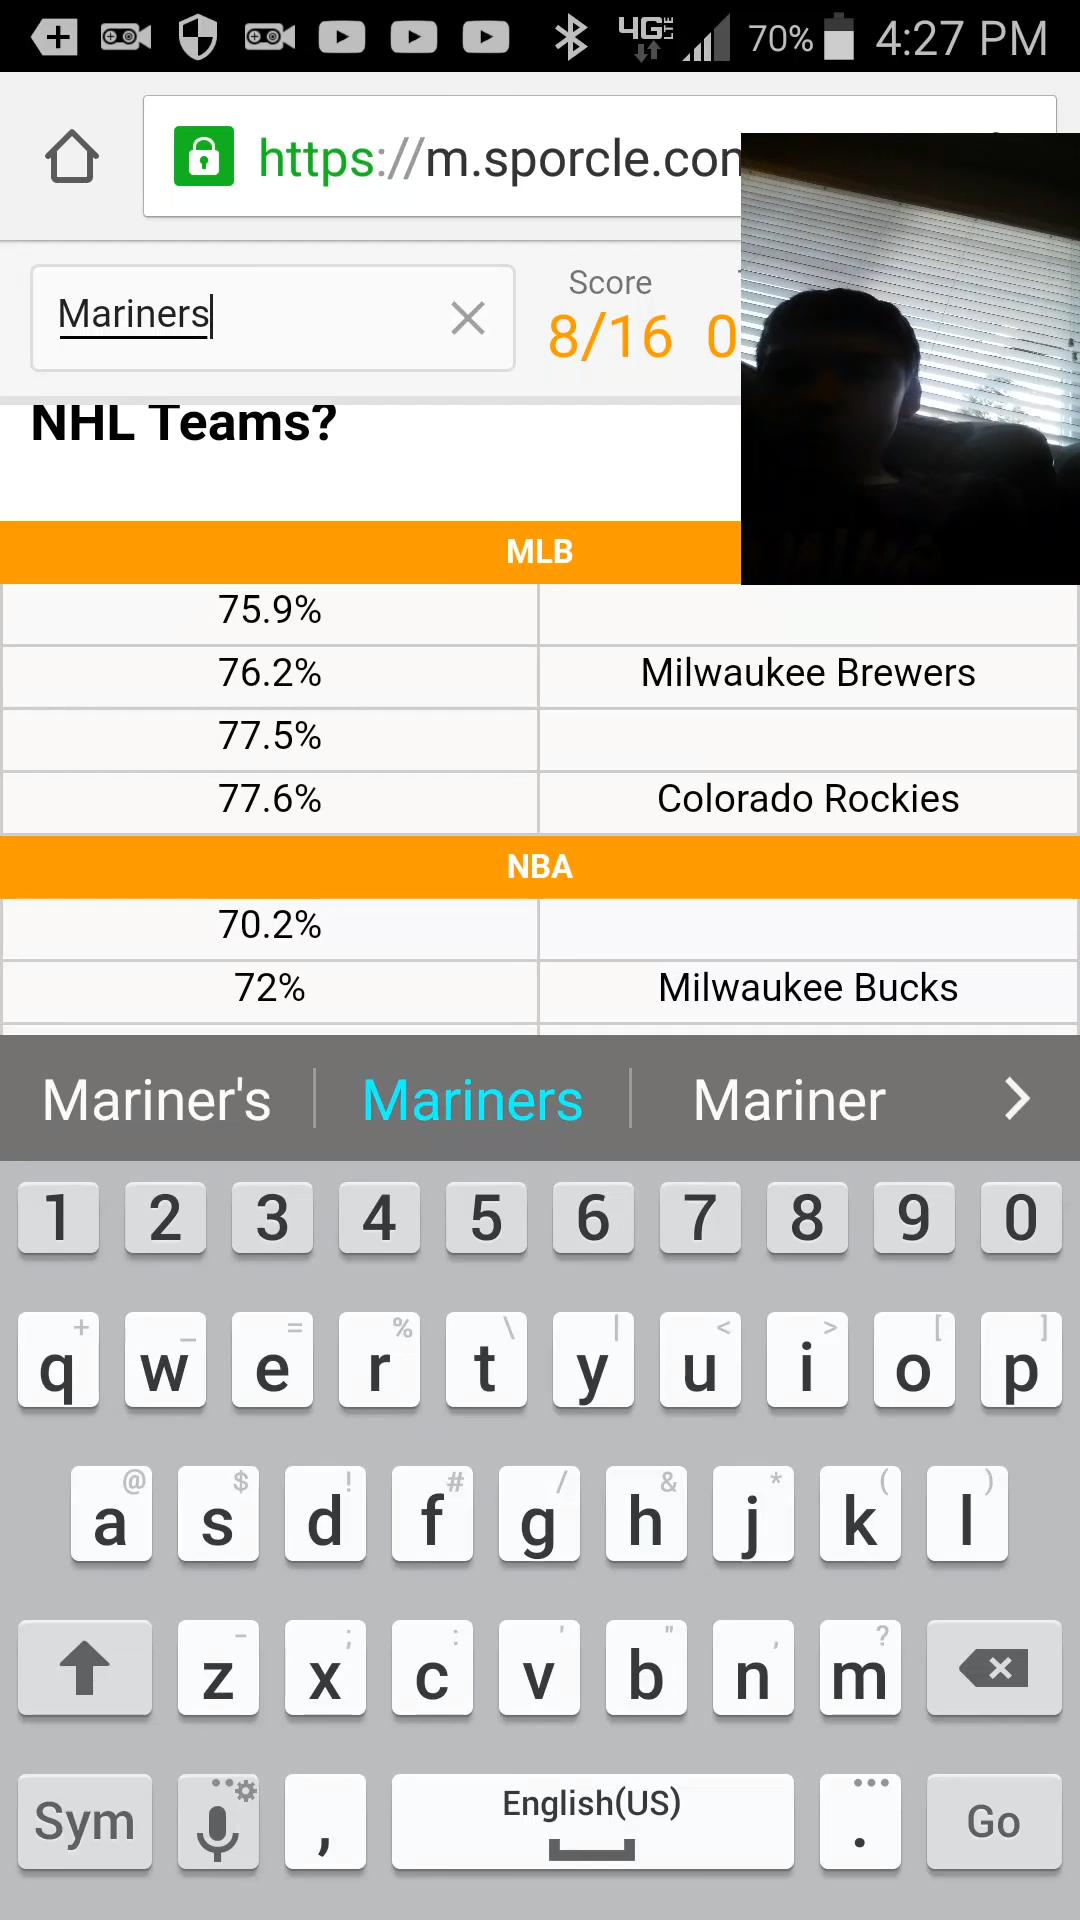 4G LTE 70% 4:27 PM
https://m.sporcle.con
Mariners
Score
8/16 0
NHL Teams?
MLB
75.9%
76.2% Milwaukee Brewers
77.5%
77.6% Colorado Rockies
NBA
70.2%
72% Milwaukee Bucks
Mariner's Mariners Mariner
1 2 3 4 5 6 7 8 9 0
+ _ = % \ | < > [ ]
q w e r t y u i o p
@ $ ! # / & * ( )
a s d f g h j k l
- ; : ' " , ?
z x c v b n m
Sym , English(US) . Go